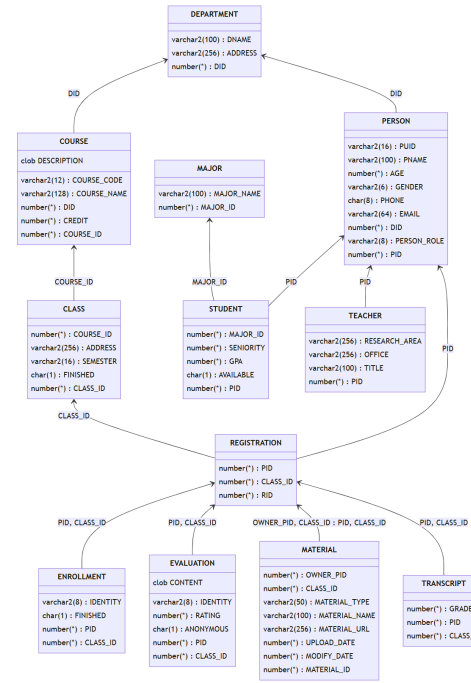 DEPARTMENT
varchar2(100) : DNAME
varchar2(256) : ADDRESS
number(*) : DID
DID
DID
COURSE
clob DESCRIPTION
varchar2(12) : COURSE_CODE
varchar2(128) : COURSE_NAME
number(*) : DID
number(*) : CREDIT
number(*) : COURSE_ID
MAJOR
varchar2(100) : MAJOR_NAME
number(*) : MAJOR_ID
PERSON
varchar2(16) : PUID
varchar2(100) : PNAME
number(*) : AGE
varchar2(6) : GENDER
char(8) : PHONE
varchar2(64) : EMAIL
number(*) : DID
varchar2(8) : PERSON_ROLE
number(*) : PID
COURSE_ID
MAJOR_ID
PID
PID
PID
CLASS
number(*) : COURSE_ID
varchar2(256) : ADDRESS
varchar2(16) : SEMESTER
char(1) : FINISHED
number(*) : CLASS_ID
STUDENT
number(*) : MAJOR_ID
number(*) : SENIORITY
number(*) : GPA
char(1) : AVAILABLE
number(*) : PID
TEACHER
varchar2(256) : RESEARCH_AREA
varchar2(256) : OFFICE
varchar2(100) : TITLE
number(*) : PID
CLASS_ID
REGISTRATION
number(*) : PID
number(*) : CLASS_ID
number(*) : RID
PID, CLASS_ID
PID, CLASS_ID
OWNER_PID, CLASS_ID : PID, CLASS_ID
PID, CLASS_ID
ENROLLMENT
varchar2(8) : IDENTITY
char(1) : FINISHED
number(*) : PID
number(*) : CLASS_ID
EVALUATION
clob CONTENT
varchar2(8) : IDENTITY
number(*) : RATING
char(1) : ANONYMOUS
number(*) : PID
number(*) : CLASS_ID
MATERIAL
number(*) : OWNER_PID
number(*) : CLASS_ID
varchar2(50) : MATERIAL_TYPE
varchar2(100) : MATERIAL_NAME
varchar2(256) : MATERIAL_URL
number(*) : UPLOAD_DATE
number(*) : MODIFY_DATE
number(*) : MATERIAL_ID
TRANSCRIPT
number(*) : GRADE
number(*) : PID
number(*) : CLASS_